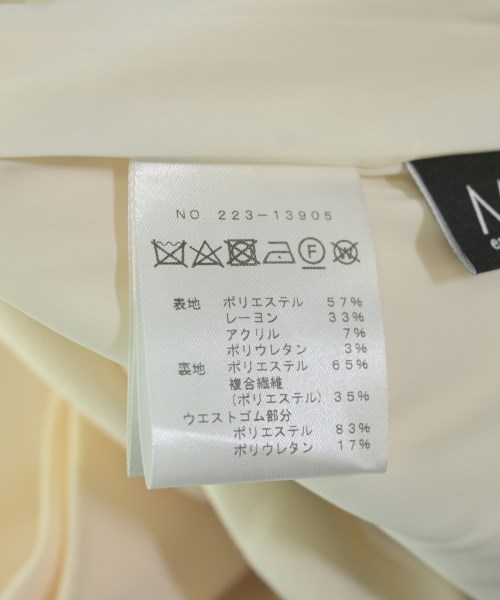 NO. 223-13905
F W
表地 ポリエステル 57%
レーヨン 33%
アクリル 7%
ポリウレタン 3%
裏地 ポリエステル 65%
複合繊維
(ポリエステル) 35%
ウエストゴム部分
ポリエステル 83%
ポリウレタン 17%